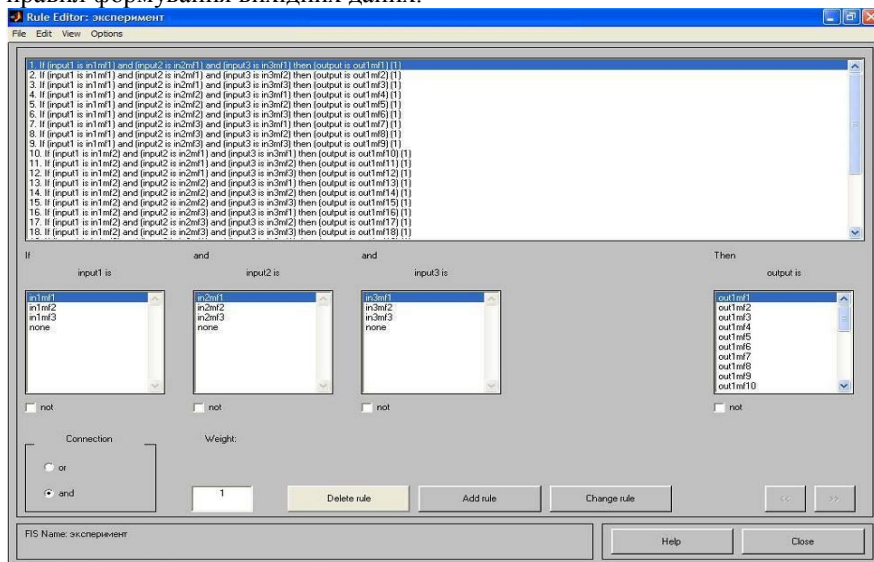 правил формування вихідних даних.
Rule Editor: эксперимент
File Edit View Options
1. If (input1 is in1mf1) and (input2 is in2mf1) and (input3 is in3mf1) then (output is out1mf1) (1)
2. If (input1 is in1mf1) and (input2 is in2mf1) and (input3 is in3mf2) then (output is out1mf2) (1)
3. If (input1 is in1mf1) and (input2 is in2mf1) and (input3 is in3mf3) then (output is out1mf3) (1)
4. If (input1 is in1mf1) and (input2 is in2mf2) and (input3 is in3mf1) then (output is out1mf4) (1)
5. If (input1 is in1mf1) and (input2 is in2mf2) and (input3 is in3mf2) then (output is out1mf5) (1)
6. If (input1 is in1mf1) and (input2 is in2mf2) and (input3 is in3mf3) then (output is out1mf6) (1)
7. If (input1 is in1mf1) and (input2 is in2mf3) and (input3 is in3mf1) then (output is out1mf7) (1)
8. If (input1 is in1mf1) and (input2 is in2mf3) and (input3 is in3mf2) then (output is out1mf8) (1)
9. If (input1 is in1mf1) and (input2 is in2mf3) and (input3 is in3mf3) then (output is out1mf9) (1)
10. If (input1 is in1mf2) and (input2 is in2mf1) and (input3 is in3mf1) then (output is out1mf10) (1)
11. If (input1 is in1mf2) and (input2 is in2mf1) and (input3 is in3mf2) then (output is out1mf11) (1)
12. If (input1 is in1mf2) and (input2 is in2mf1) and (input3 is in3mf3) then (output is out1mf12) (1)
13. If (input1 is in1mf2) and (input2 is in2mf2) and (input3 is in3mf1) then (output is out1mf13) (1)
14. If (input1 is in1mf2) and (input2 is in2mf2) and (input3 is in3mf2) then (output is out1mf14) (1)
15. If (input1 is in1mf2) and (input2 is in2mf2) and (input3 is in3mf3) then (output is out1mf15) (1)
16. If (input1 is in1mf2) and (input2 is in2mf3) and (input3 is in3mf1) then (output is out1mf16) (1)
17. If (input1 is in1mf2) and (input2 is in2mf3) and (input3 is in3mf2) then (output is out1mf17) (1)
18. If (input1 is in1mf2) and (input2 is in2mf3) and (input3 is in3mf3) then (output is out1mf18) (1)
If and and Then
input1 is input2 is input3 is output is
in1mf1
in1mf2
in1mf3
none
in2mf1
in2mf2
in2mf3
none
in3mf1
in3mf2
in3mf3
none
out1mf1
out1mf2
out1mf3
out1mf4
out1mf5
out1mf6
out1mf7
out1mf8
out1mf9
out1mf10
not not not not
Connection Weight:
or
and
1 Delete rule Add rule Change rule << >>
FIS Name: эксперимент Help Close